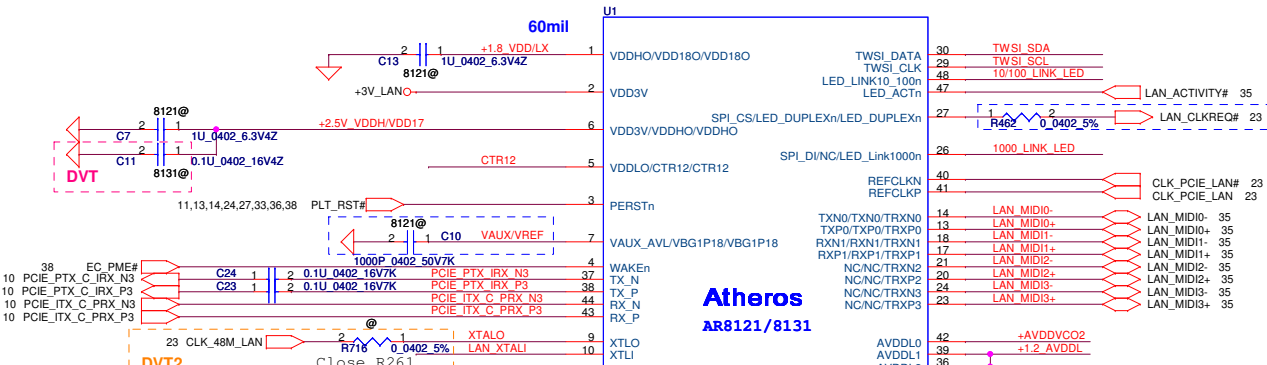 U1
60mil
2 1 +1.8_VDD/LX 1 VDDHO/VDD18O/VDD18O TWSI_DATA 30 TWSI_SDA
C13 1U_0402_6.3V4Z TWSI_CLK 29 TWSI_SCL
8121@ LED_LINK10_100n 48 10/100_LINK_LED
+3V_LAN 2 VDD3V LED_ACTn 47 LAN_ACTIVITY# 35
8121@
SPI_CS/LED_DUPLEXn/LED_DUPLEXn 27 1 2 LAN_CLKREQ# 23
R462 0_0402_5%
2 1 +2.5V_VDDH/VDD17 6 VDD3V/VDDHO/VDDHO
C7 1U_0402_6.3V4Z
2 1
C11 0.1U_0402_16V4Z SPI_DI/NC/LED_Link1000n 26 1000_LINK_LED
8131@
CTR12 5 VDDLO/CTR12/CTR12
DVT
REFCLKN 40 CLK_PCIE_LAN# 23
REFCLKP 41 CLK_PCIE_LAN 23
11,13,14,24,27,33,36,38 PLT_RST# 3 PERSTn
TXN0/TXN0/TRXN0 14 LAN_MIDI0- LAN_MIDI0- 35
8121@
TXP0/TXP0/TRXP0 13 LAN_MIDI0+ LAN_MIDI0+ 35
2 1 C10 VAUX/VREF 7 VAUX_AVL/VBG1P18/VBG1P18 RXN1/RXN1/TRXN1 18 LAN_MIDI1- LAN_MIDI1- 35
1000P_0402_50V7K RXP1/RXP1/TRXP1 17 LAN_MIDI1+ LAN_MIDI1+ 35
38 EC_PME# 4 WAKEn NC/NC/TRXN2 21 LAN_MIDI2- LAN_MIDI2- 35
10 PCIE_PTX_C_IRX_N3 C24 1 2 0.1U_0402_16V7K PCIE_PTX_IRX_N3 37 TX_N NC/NC/TRXP2 20 LAN_MIDI2+ LAN_MIDI2+ 35
10 PCIE_PTX_C_IRX_P3 C23 1 2 0.1U_0402_16V7K PCIE_PTX_IRX_P3 38 TX_P NC/NC/TRXN3 24 LAN_MIDI3- LAN_MIDI3- 35
10 PCIE_ITX_C_PRX_N3 PCIE_ITX_C_PRX_N3 44 RX_N NC/NC/TRXP3 23 LAN_MIDI3+ LAN_MIDI3+ 35
10 PCIE_ITX_C_PRX_P3 PCIE_ITX_C_PRX_P3 43 RX_P
Atheros
AR8121/8131
@
23 CLK_48M_LAN 2 1 XTALO 9 XTLO AVDDL0 42 +AVDDVCO2
R716 0_0402_5% LAN_XTALI 10 XTLI AVDDL1 39 +1.2_AVDDL
DVT2 Close R261
36